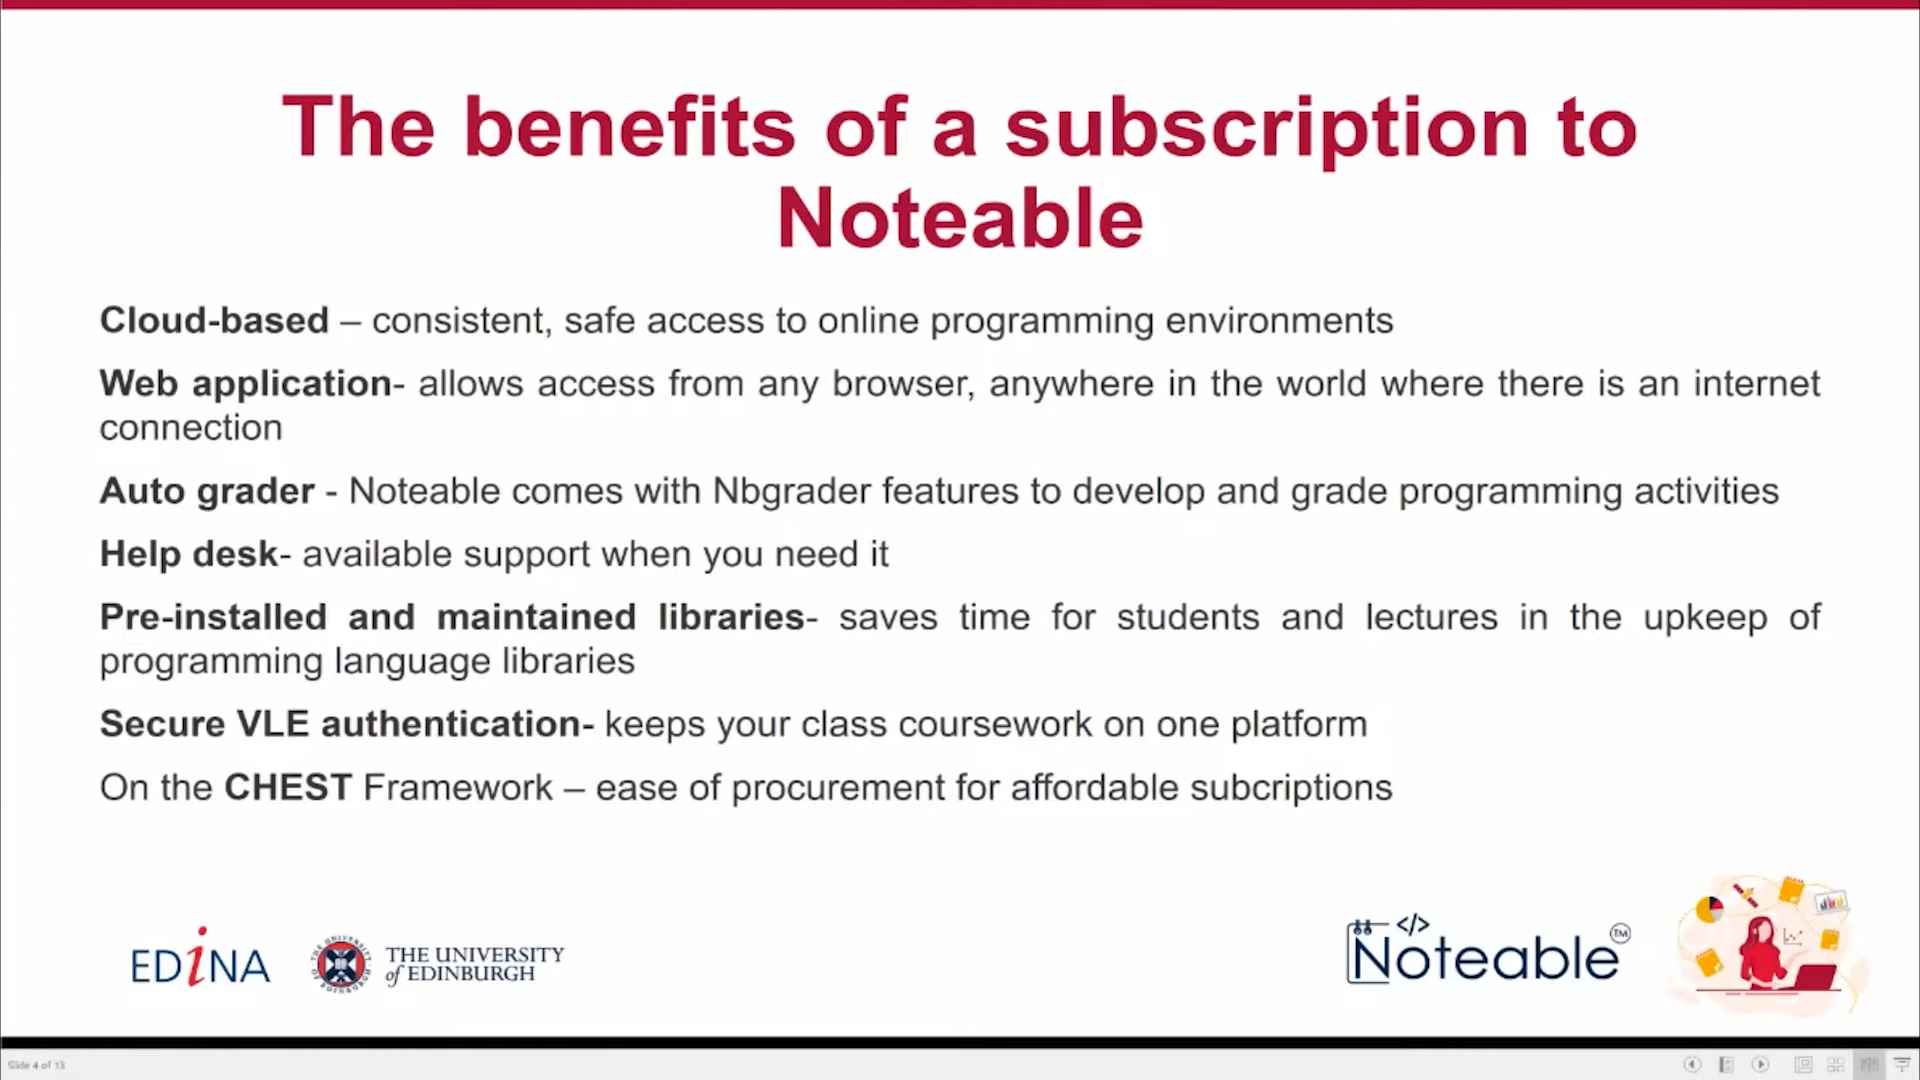 The benefits of a subscription to
Noteable
Cloud-based – consistent, safe access to online programming environments
Web application- allows access from any browser, anywhere in the world where there is an internet
connection
Auto grader - Noteable comes with Nbgrader features to develop and grade programming activities
Help desk- available support when you need it
Pre-installed and maintained libraries- saves time for students and lectures in the upkeep of
programming language libraries
Secure VLE authentication- keeps your class coursework on one platform
On the CHEST Framework – ease of procurement for affordable subcriptions
EDiNA
THE UNIVERSITY
of EDINBURGH
</>
Noteable TM
Slide 4 of 13